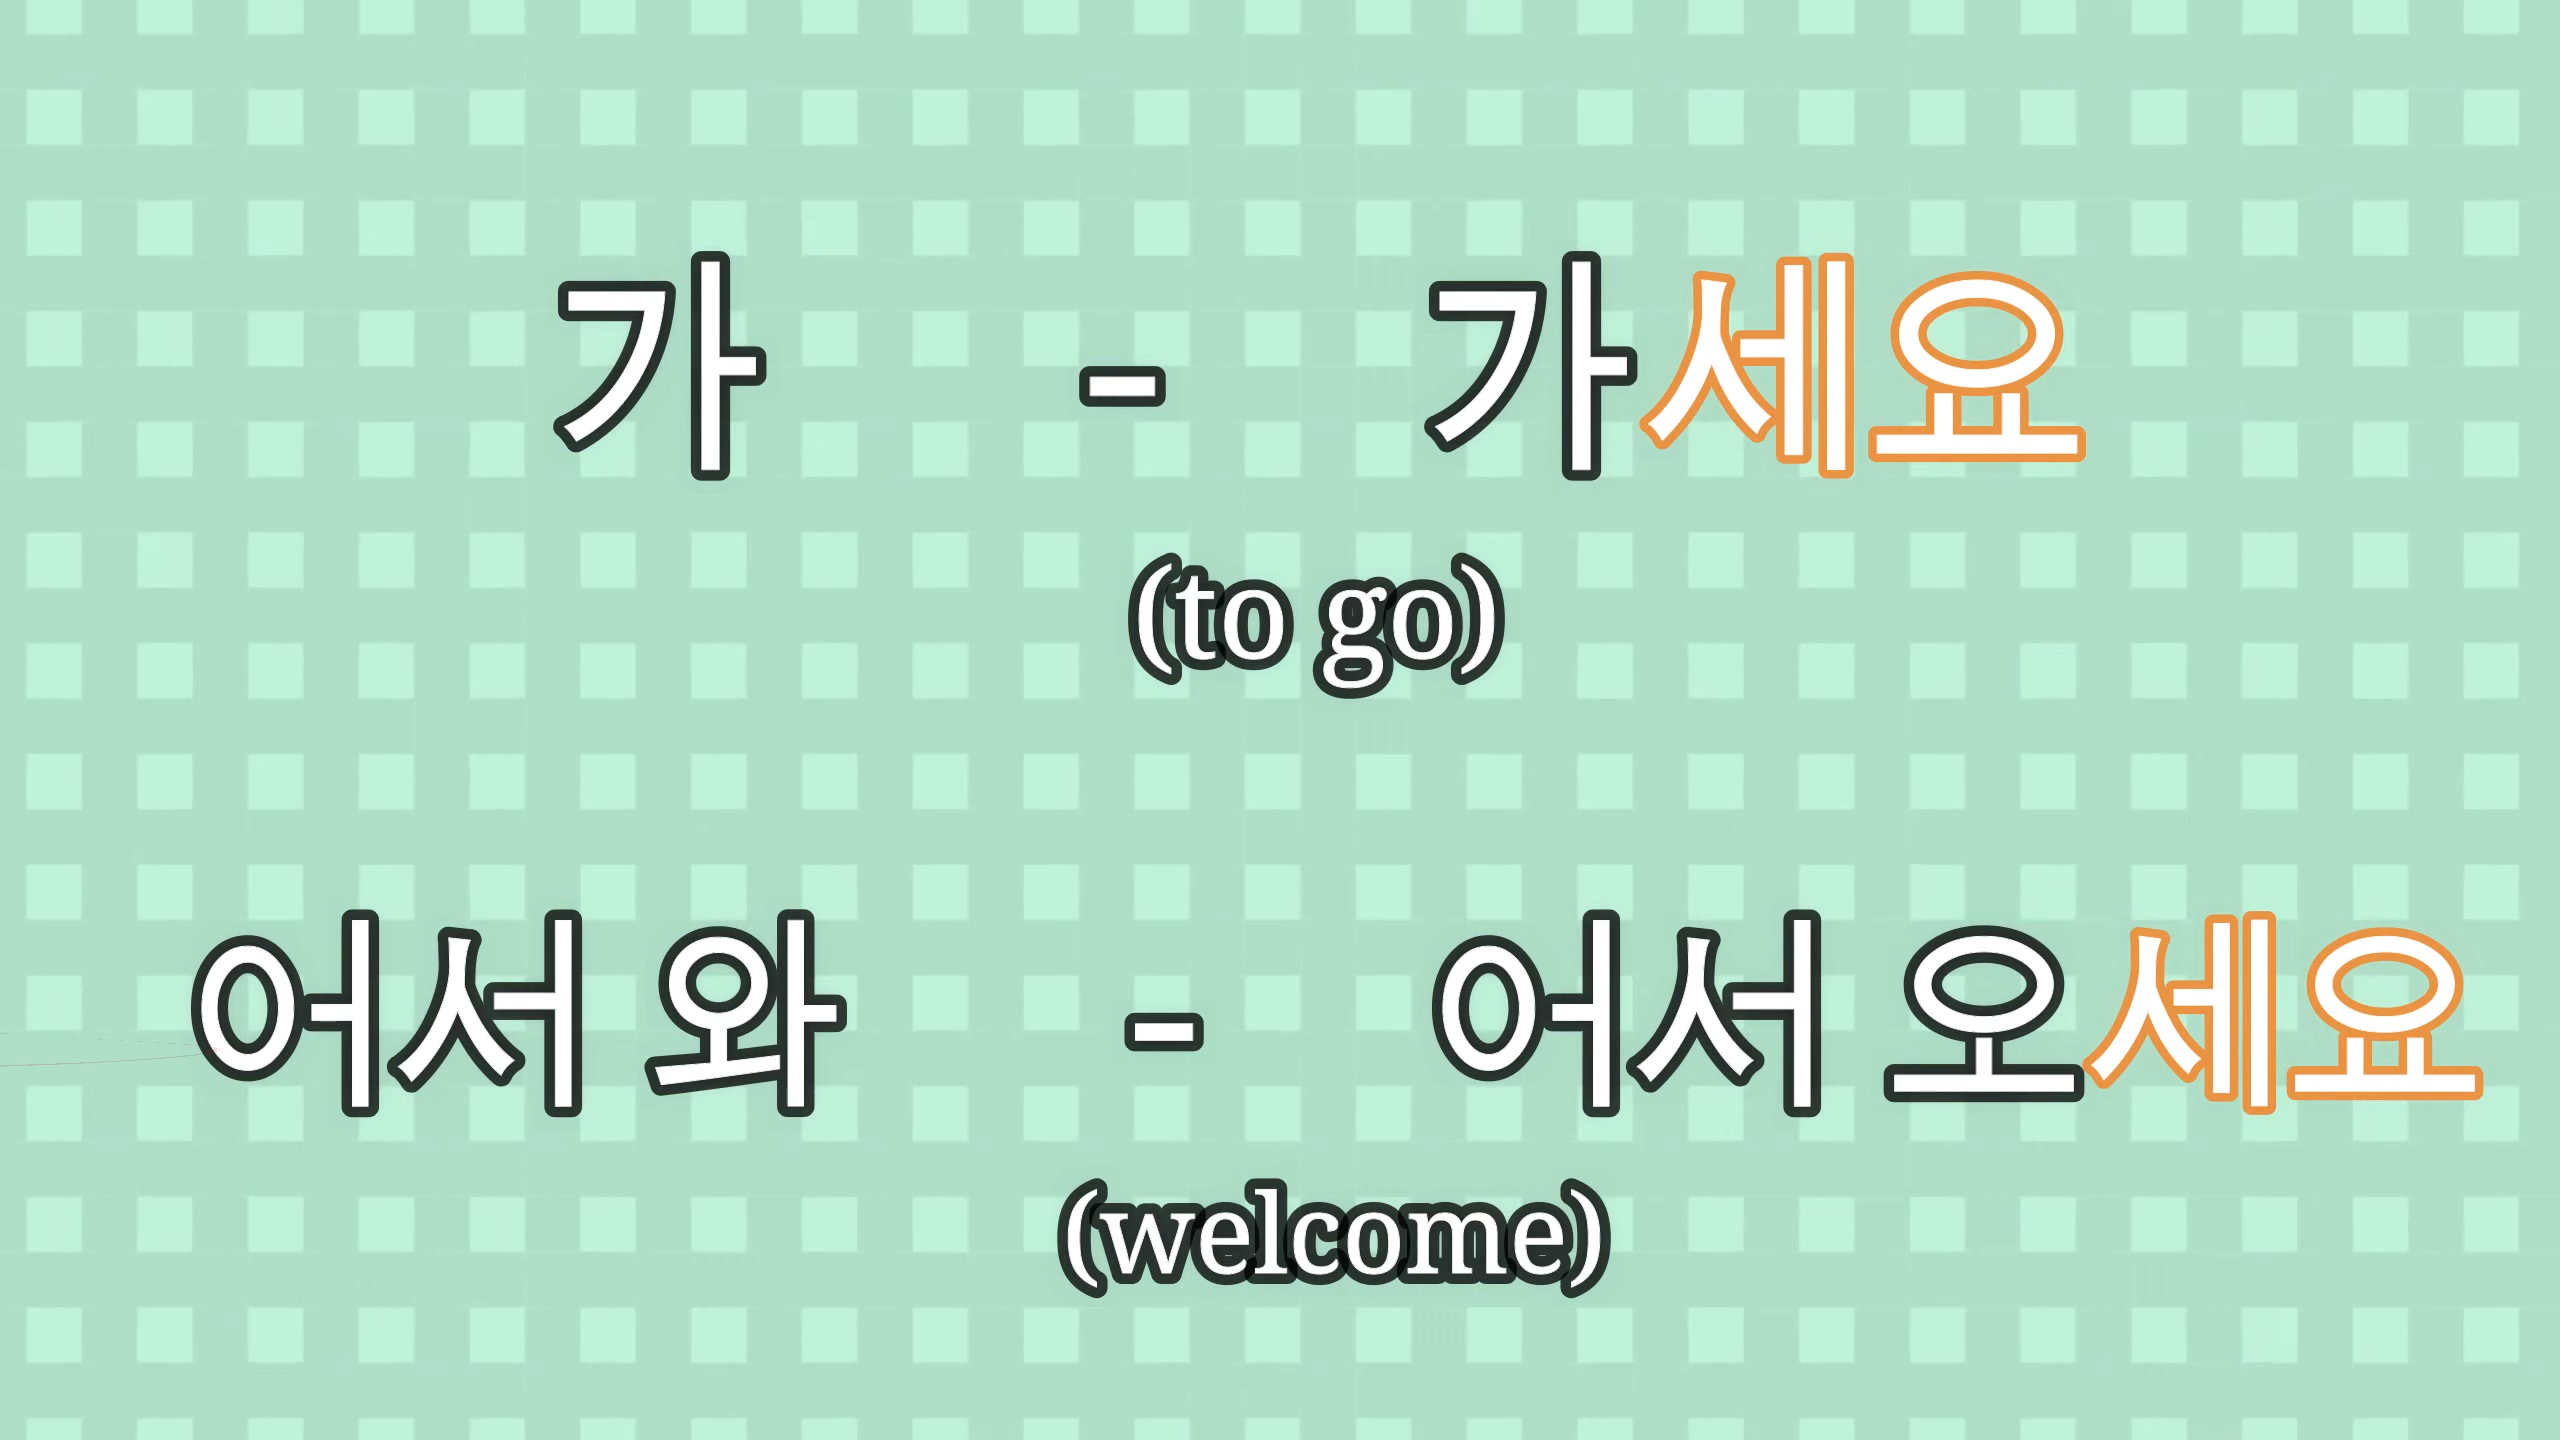 가 - 가세요
(to go)
어서 와 - 어서 오세요
(welcome)